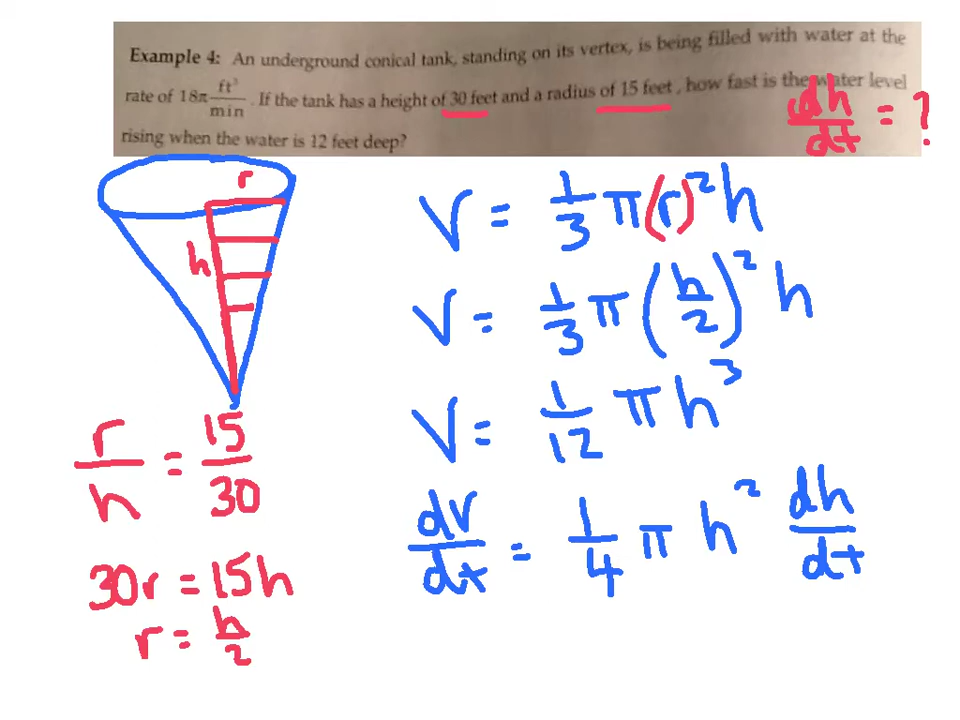 Example 4: An underground conical tank, standing on its vertex, is being filled with water at the
rate of 18π ft³/min. If the tank has a height of 30 feet and a radius of 15 feet, how fast is the water level
rising when the water is 12 feet deep?
dh/dt = ?
r
h
r/h = 15/30
30r = 15h
r = h/2
V = 1/3 π(r)²h
V = 1/3 π(h/2)²h
V = 1/12 πh³
dV/dt = 1/4 π h² dh/dt